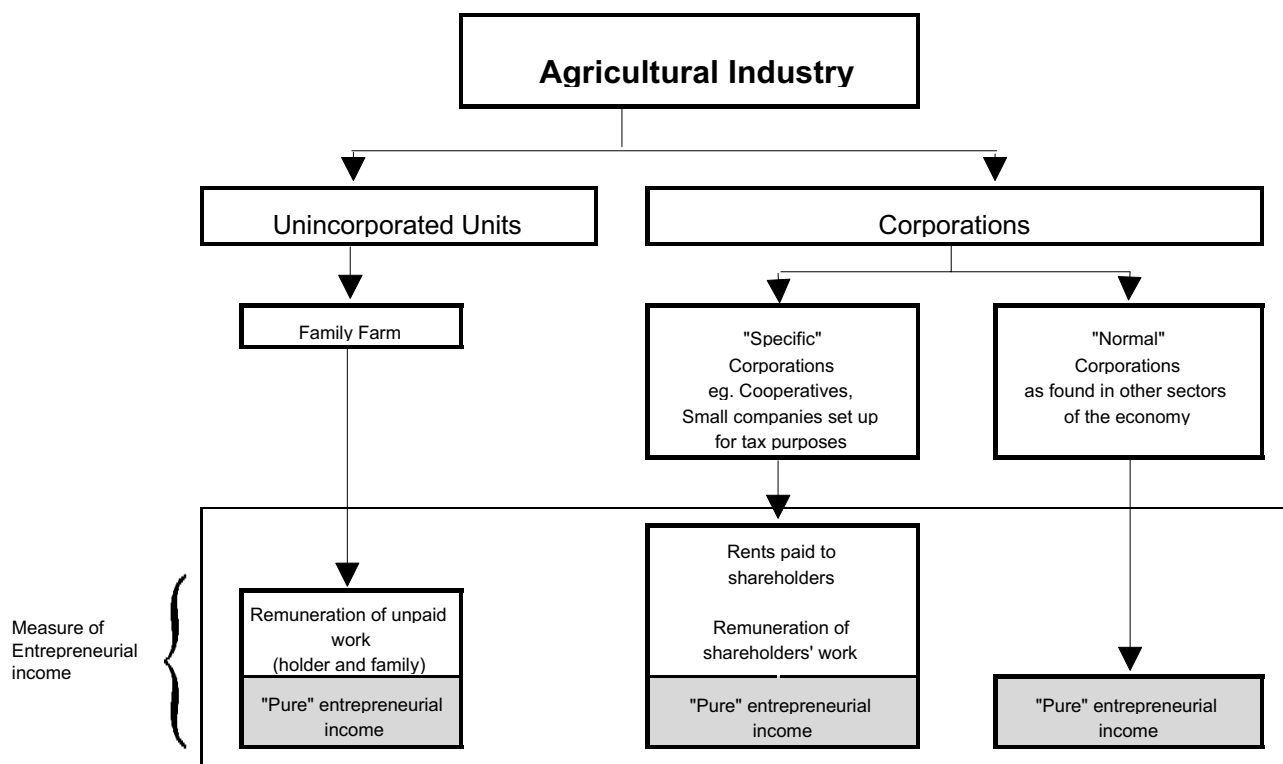 Agricultural Industry
Unincorporated Units
Corporations
Family Farm
"Specific"
Corporations
eg. Cooperatives,
Small companies set up
for tax purposes
"Normal"
Corporations
as found in other sectors
of the economy
Measure of
Entrepreneurial
income
Remuneration of unpaid
work
(holder and family)
"Pure" entrepreneurial
income
Rents paid to
shareholders
Remuneration of
shareholders' work
"Pure" entrepreneurial
income
"Pure" entrepreneurial
income